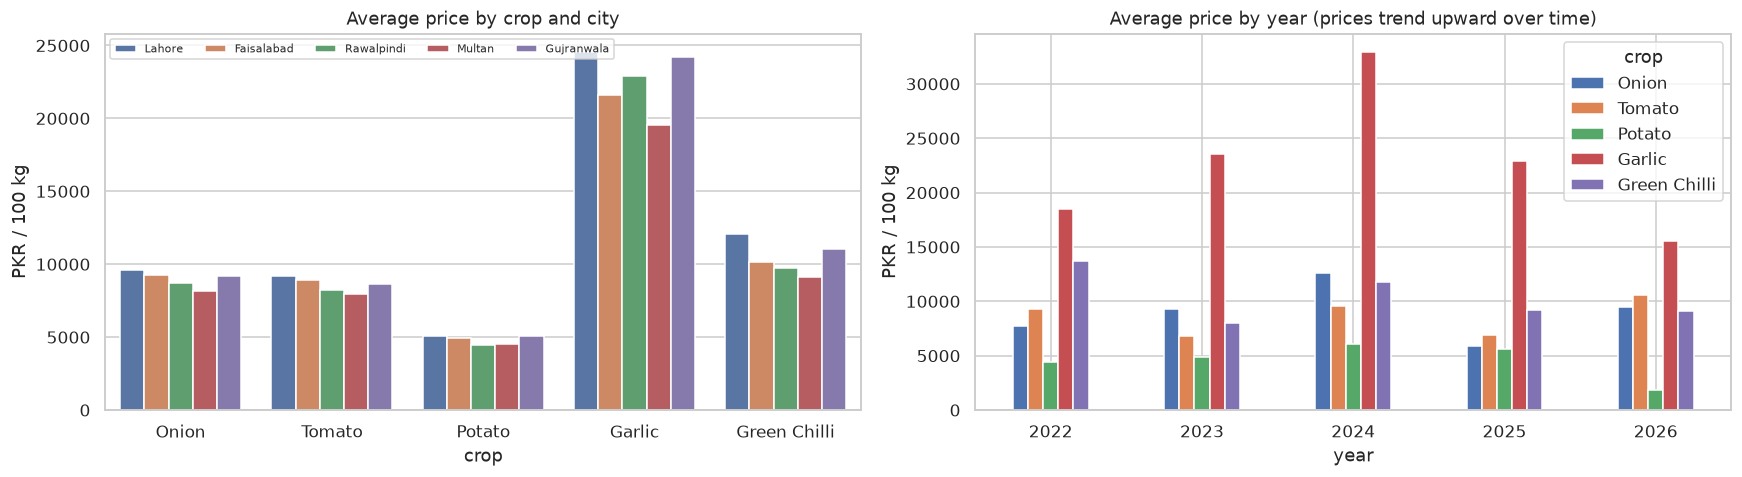 Average price by crop and city
Lahore Faisalabad Rawalpindi Multan Gujranwala
25000
20000
15000
10000
5000
0
PKR / 100 kg
Onion Tomato Potato Garlic Green Chilli
crop
Average price by year (prices trend upward over time)
crop
Onion
Tomato
Potato
Garlic
Green Chilli
30000
25000
20000
15000
10000
5000
0
PKR / 100 kg
2022 2023 2024 2025 2026
year